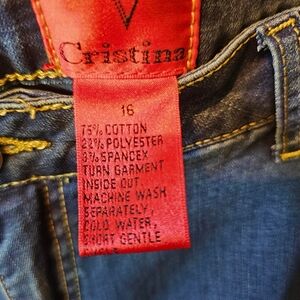 V
Cristina
16
75% COTTON
22% POLYESTER
3% SPANDEX
TURN GARMENT
INSIDE OUT
MACHINE WASH
SEPARATELY,
COLD WATER,
SHORT GENTLE